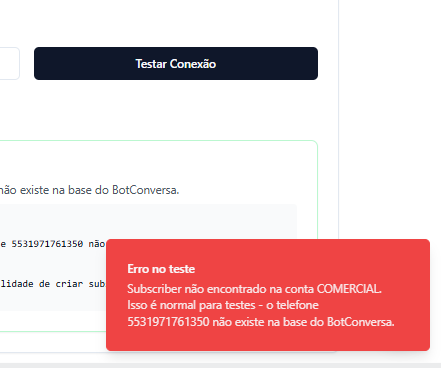 Testar Conexão
não existe na base do BotConversa.
e 5531971761350 não
lidade de criar sub
Erro no teste
Subscriber não encontrado na conta COMERCIAL.
Isso é normal para testes - o telefone
5531971761350 não existe na base do BotConversa.